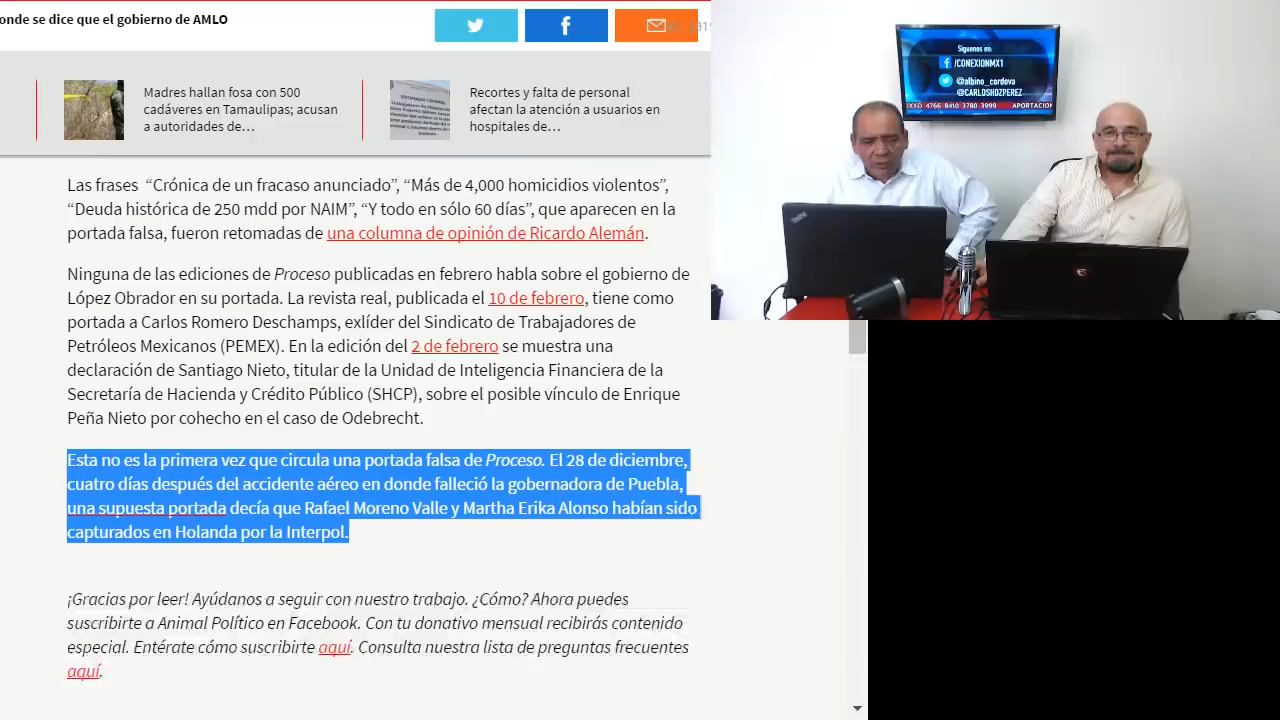 onde se dice que el gobierno de AMLO
Madres hallan fosa con 500
cadáveres en Tamaulipas; acusan
a autoridades de…
Recortes y falta de personal
afectan la atención a usuarios en
hospitales de…
Las frases “Crónica de un fracaso anunciado”, “Más de 4,000 homicidios violentos”,
“Deuda histórica de 250 mdd por NAIM”, “Y todo en sólo 60 días”, que aparecen en la
portada falsa, fueron retomadas de una columna de opinión de Ricardo Alemán.
Ninguna de las ediciones de Proceso publicadas en febrero habla sobre el gobierno de
López Obrador en su portada. La revista real, publicada el 10 de febrero, tiene como
portada a Carlos Romero Deschamps, exlíder del Sindicato de Trabajadores de
Petróleos Mexicanos (PEMEX). En la edición del 2 de febrero se muestra una
declaración de Santiago Nieto, titular de la Unidad de Inteligencia Financiera de la
Secretaría de Hacienda y Crédito Público (SHCP), sobre el posible vínculo de Enrique
Peña Nieto por cohecho en el caso de Odebrecht.
Esta no es la primera vez que circula una portada falsa de Proceso. El 28 de diciembre,
cuatro días después del accidente aéreo en donde falleció la gobernadora de Puebla,
una supuesta portada decía que Rafael Moreno Valle y Martha Erika Alonso habían sido
capturados en Holanda por la Interpol.
¡Gracias por leer! Ayúdanos a seguir con nuestro trabajo. ¿Cómo? Ahora puedes
suscribirte a Animal Político en Facebook. Con tu donativo mensual recibirás contenido
especial. Entérate cómo suscribirte aquí. Consulta nuestra lista de preguntas frecuentes
aquí.
Síguenos en:
/CONEXIONMX1
@albino_cordova
@CARLOSHDZPEREZ
OXXO 4766 8410 3780 3999 APORTACION
ThinkPad